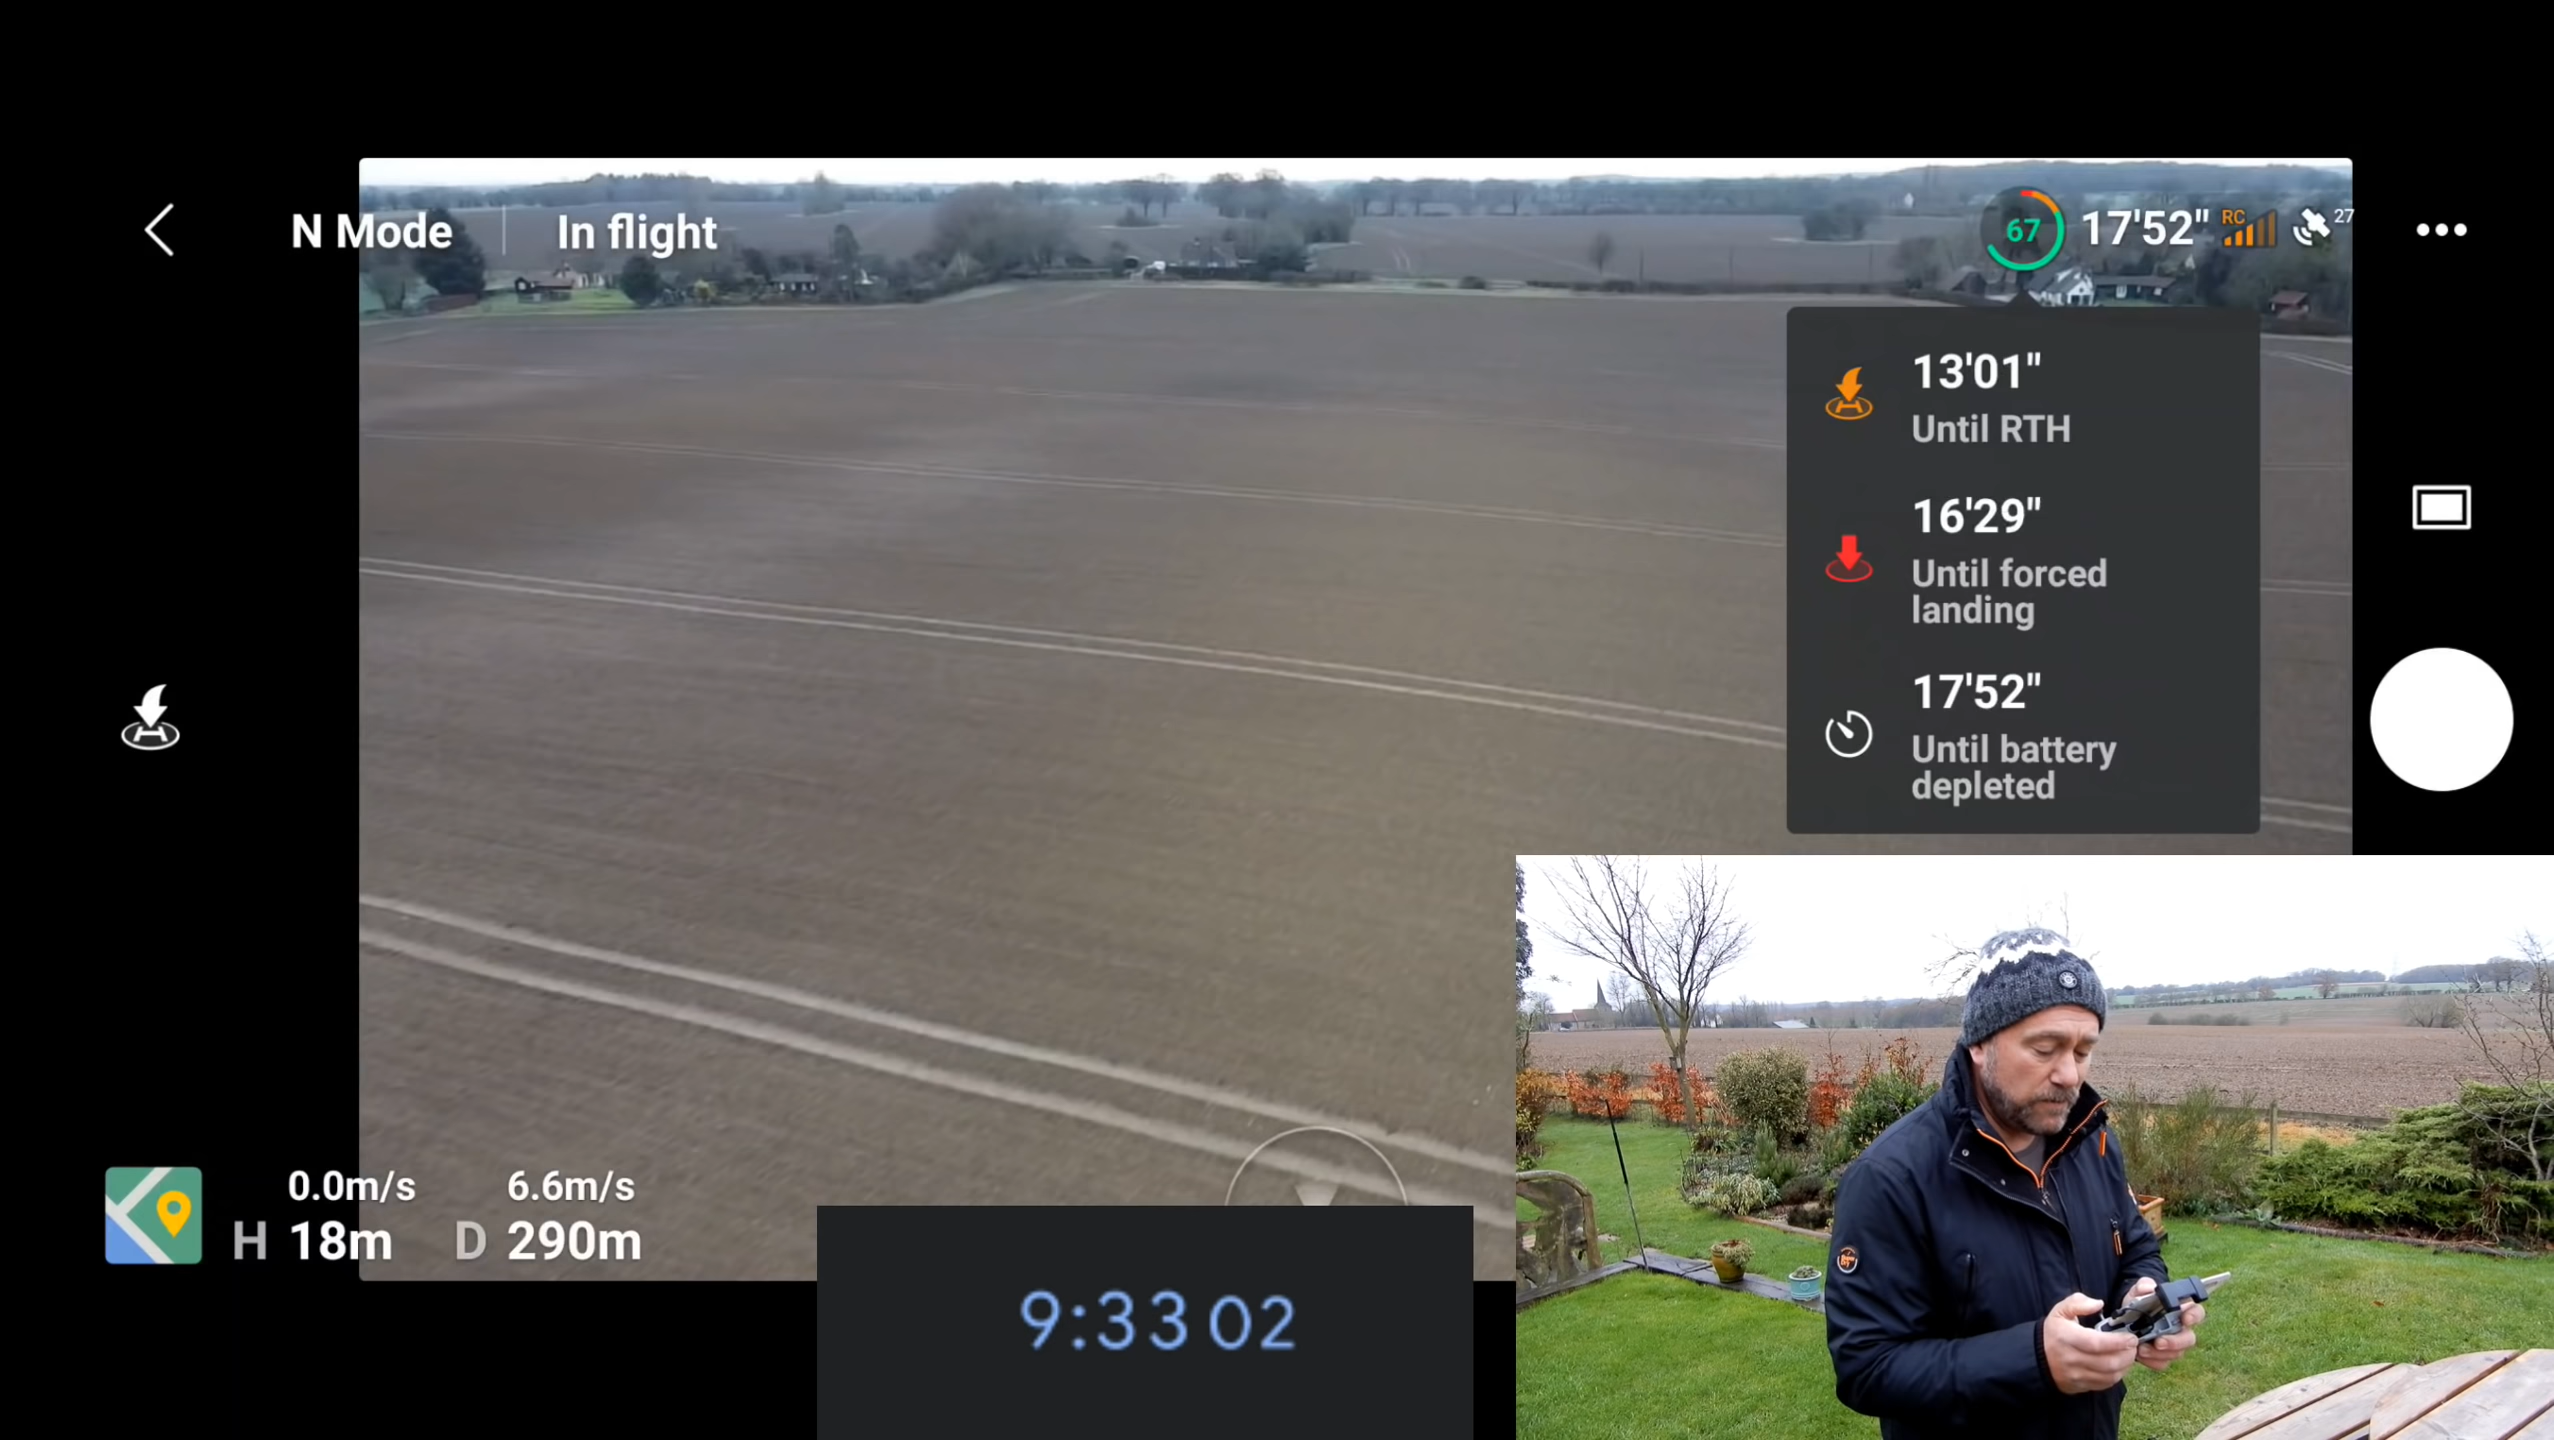 N Mode
In flight
67
17'52"
RC
27
13'01"
Until RTH
16'29"
Until forced
landing
17'52"
Until battery
depleted
0.0m/s
6.6m/s
H 18m
D 290m
9:33 02